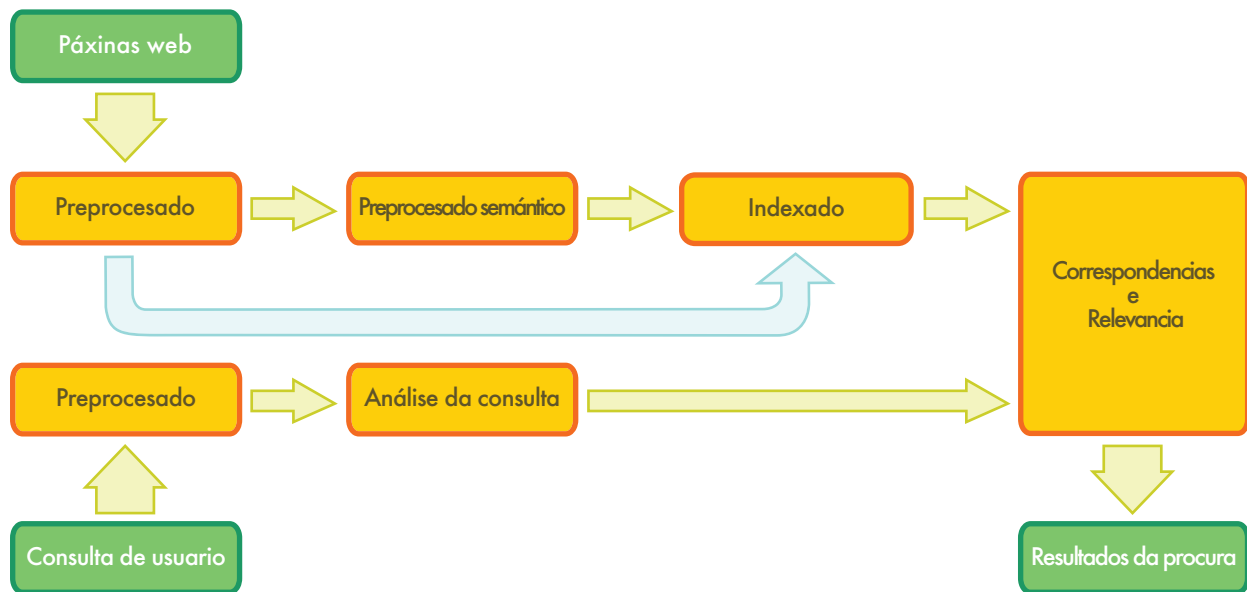 Páxinas web
Preprocesado
Preprocesado semántico
Indexado
Correspondencias
e
Relevancia
Preprocesado
Análise da consulta
Consulta de usuario
Resultados da procura